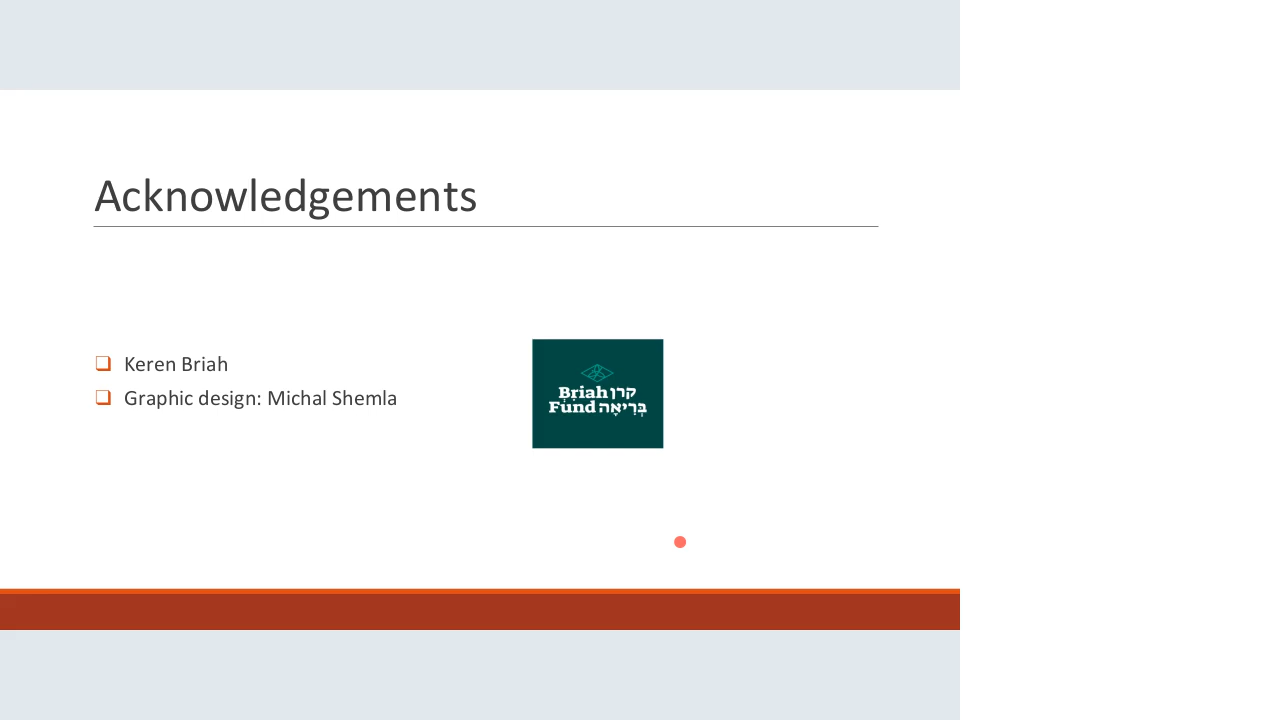 Acknowledgements
Keren Briah
Graphic design: Michal Shemla
Briah קרן
Fund בְּרִיאָה